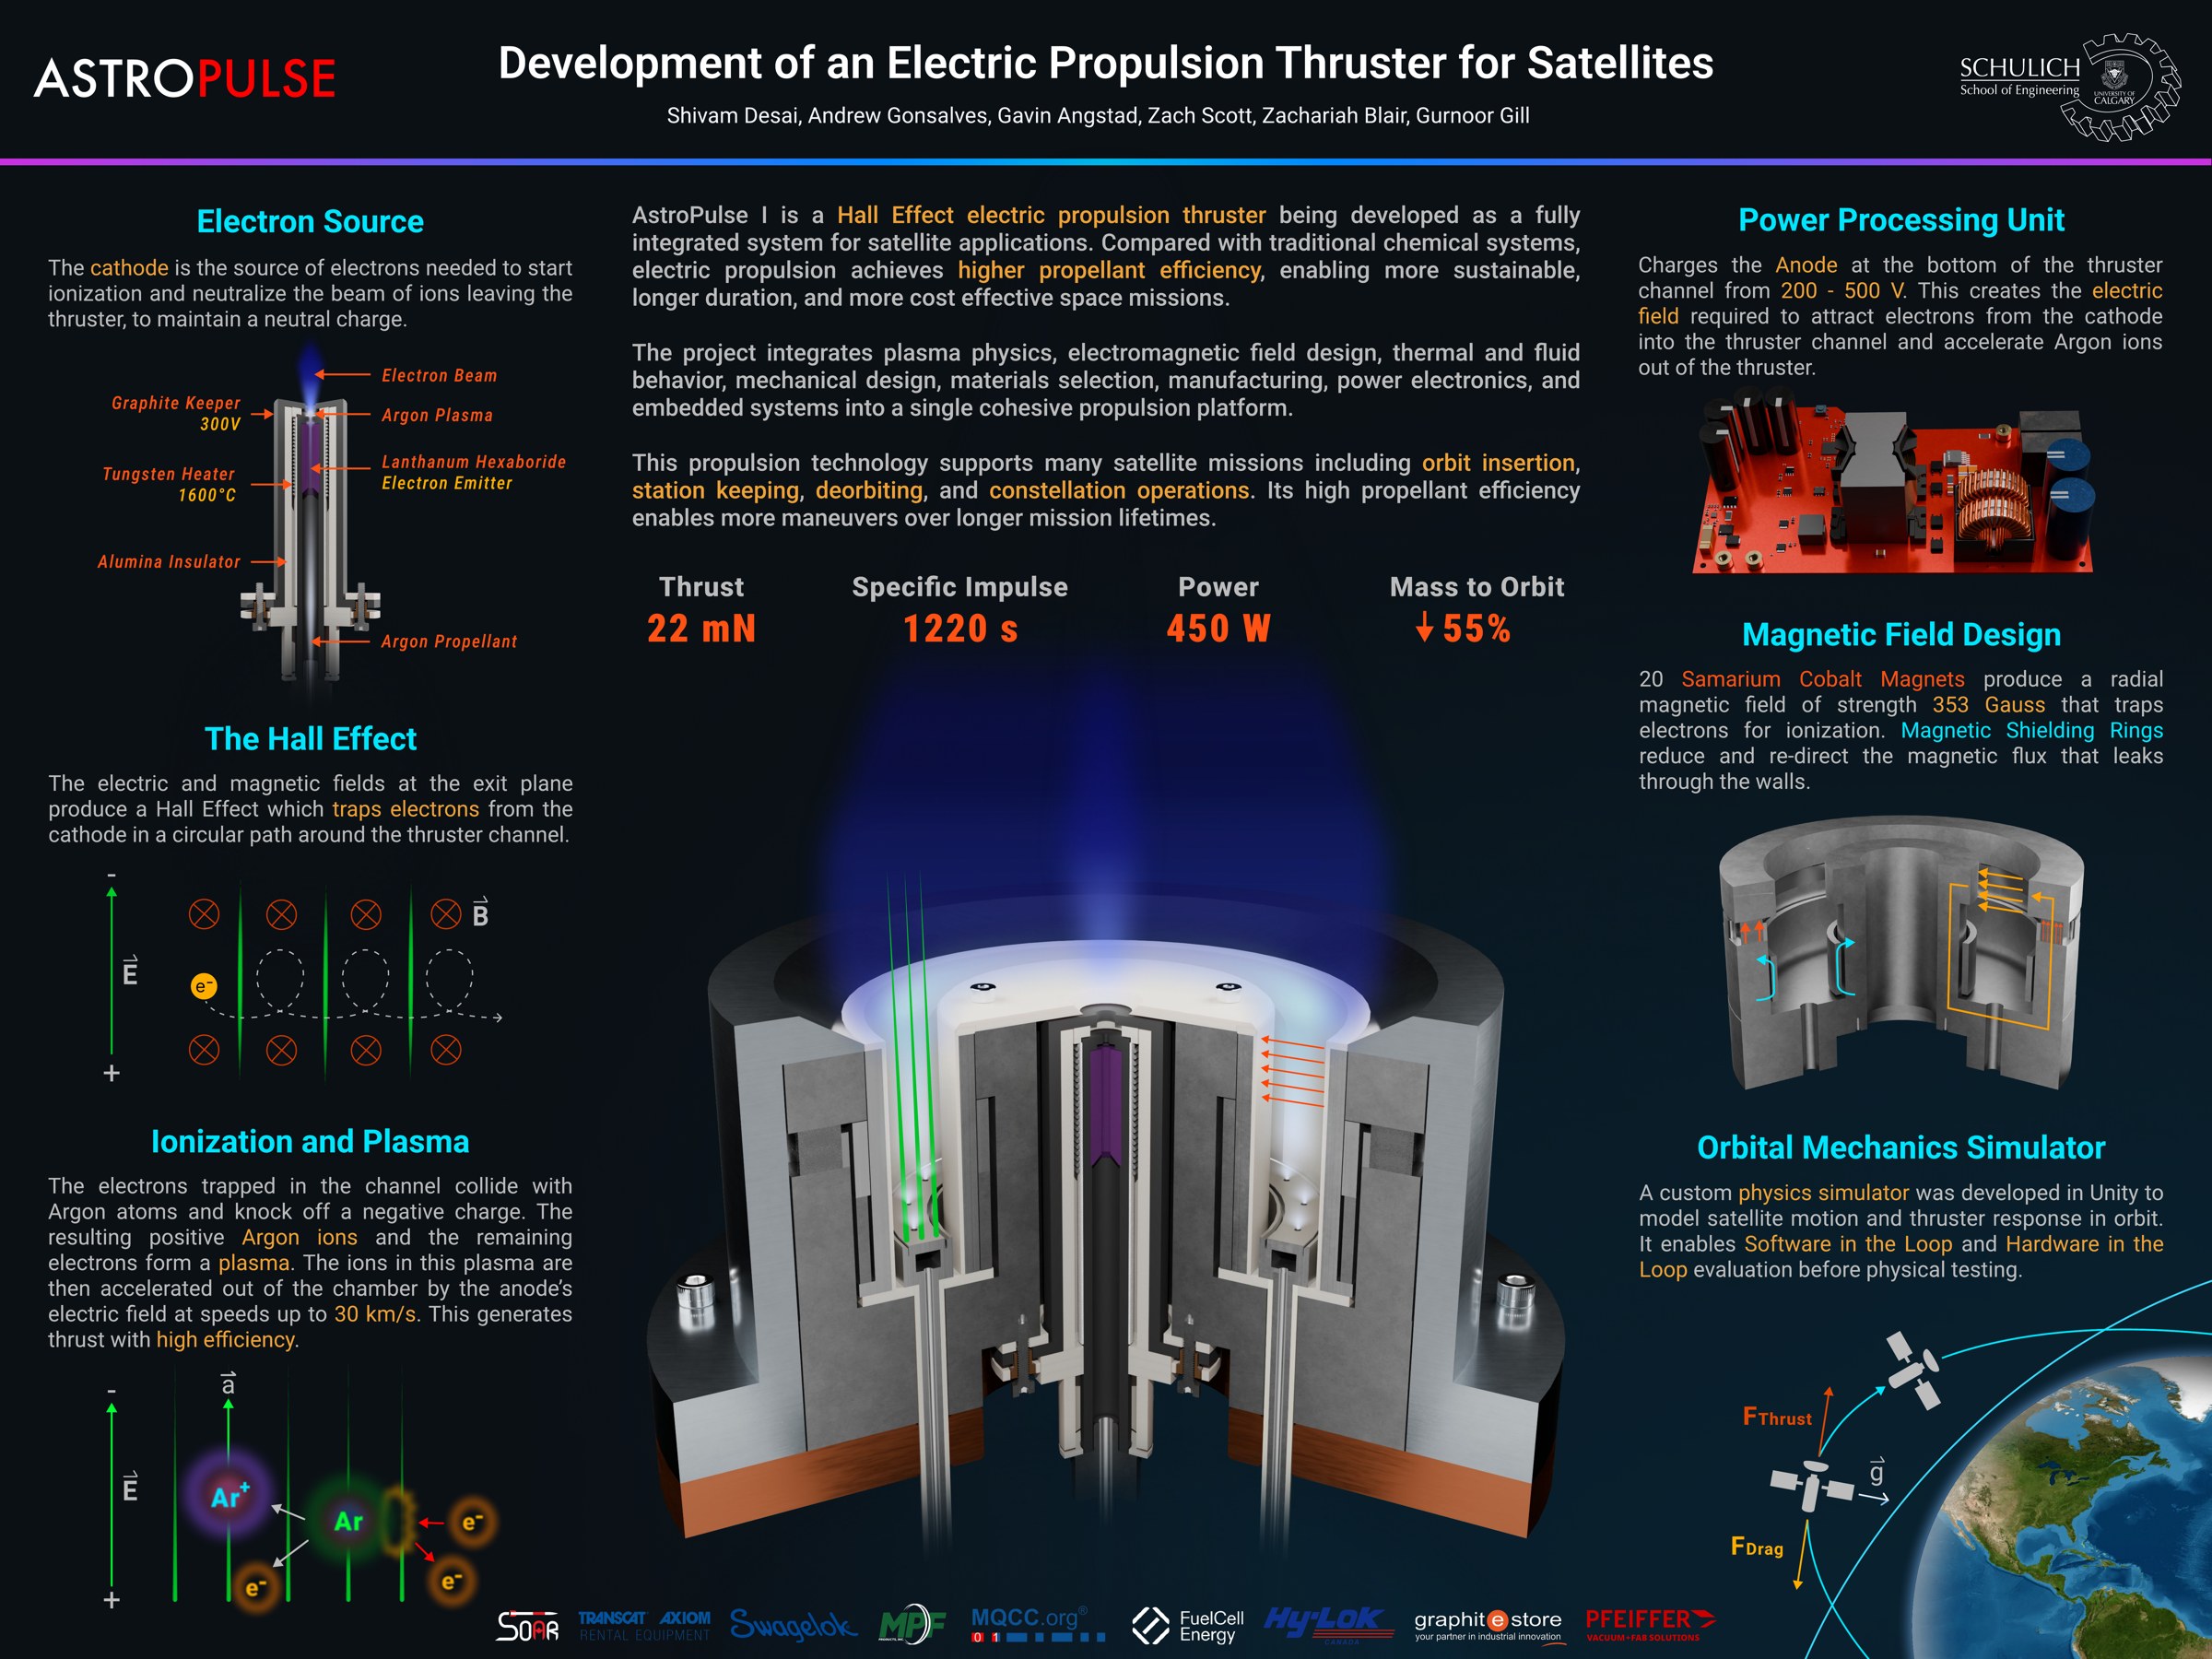 ASTROPULSE
Development of an Electric Propulsion Thruster for Satellites
Shivam Desai, Andrew Gonsalves, Gavin Angstad, Zach Scott, Zachariah Blair, Gurnoor Gill
SCHULICH
School of Engineering
UNIVERSITY OF
CALGARY
Electron Source
The cathode is the source of electrons needed to start
ionization and neutralize the beam of ions leaving the
thruster, to maintain a neutral charge.
Electron Beam
Graphite Keeper
300V
Argon Plasma
Tungsten Heater
1600°C
Lanthanum Hexaboride
Electron Emitter
Alumina Insulator
Argon Propellant
The Hall Effect
The electric and magnetic fields at the exit plane
produce a Hall Effect which traps electrons from the
cathode in a circular path around the thruster channel.
-
B
E
e⁻
+
Ionization and Plasma
The electrons trapped in the channel collide with
Argon atoms and knock off a negative charge. The
resulting positive Argon ions and the remaining
electrons form a plasma. The ions in this plasma are
then accelerated out of the chamber by the anode's
electric field at speeds up to 30 km/s. This generates
thrust with high efficiency.
-
a
E
Ar⁺
Ar
e⁻
e⁻
e⁻
+
AstroPulse I is a Hall Effect electric propulsion thruster being developed as a fully
integrated system for satellite applications. Compared with traditional chemical systems,
electric propulsion achieves higher propellant efficiency, enabling more sustainable,
longer duration, and more cost effective space missions.
The project integrates plasma physics, electromagnetic field design, thermal and fluid
behavior, mechanical design, materials selection, manufacturing, power electronics, and
embedded systems into a single cohesive propulsion platform.
This propulsion technology supports many satellite missions including orbit insertion,
station keeping, deorbiting, and constellation operations. Its high propellant efficiency
enables more maneuvers over longer mission lifetimes.
Thrust
22 mN
Specific Impulse
1220 s
Power
450 W
Mass to Orbit
↓ 55%
Power Processing Unit
Charges the Anode at the bottom of the thruster
channel from 200 - 500 V. This creates the electric
field required to attract electrons from the cathode
into the thruster channel and accelerate Argon ions
out of the thruster.
Magnetic Field Design
20 Samarium Cobalt Magnets produce a radial
magnetic field of strength 353 Gauss that traps
electrons for ionization. Magnetic Shielding Rings
reduce and re-direct the magnetic flux that leaks
through the walls.
Orbital Mechanics Simulator
A custom physics simulator was developed in Unity to
model satellite motion and thruster response in orbit.
It enables Software in the Loop and Hardware in the
Loop evaluation before physical testing.
FThrust
g
FDrag
SOAR
TRANSCAT AXIOM
RENTAL EQUIPMENT
Swagelok
MPF
PRODUCTS, INC.
MQCC.org®
0 1
FuelCell
Energy
Hy-Lok
CANADA
graphite store
your partner in industrial innovation
PFEIFFER
VACUUM+FAB SOLUTIONS